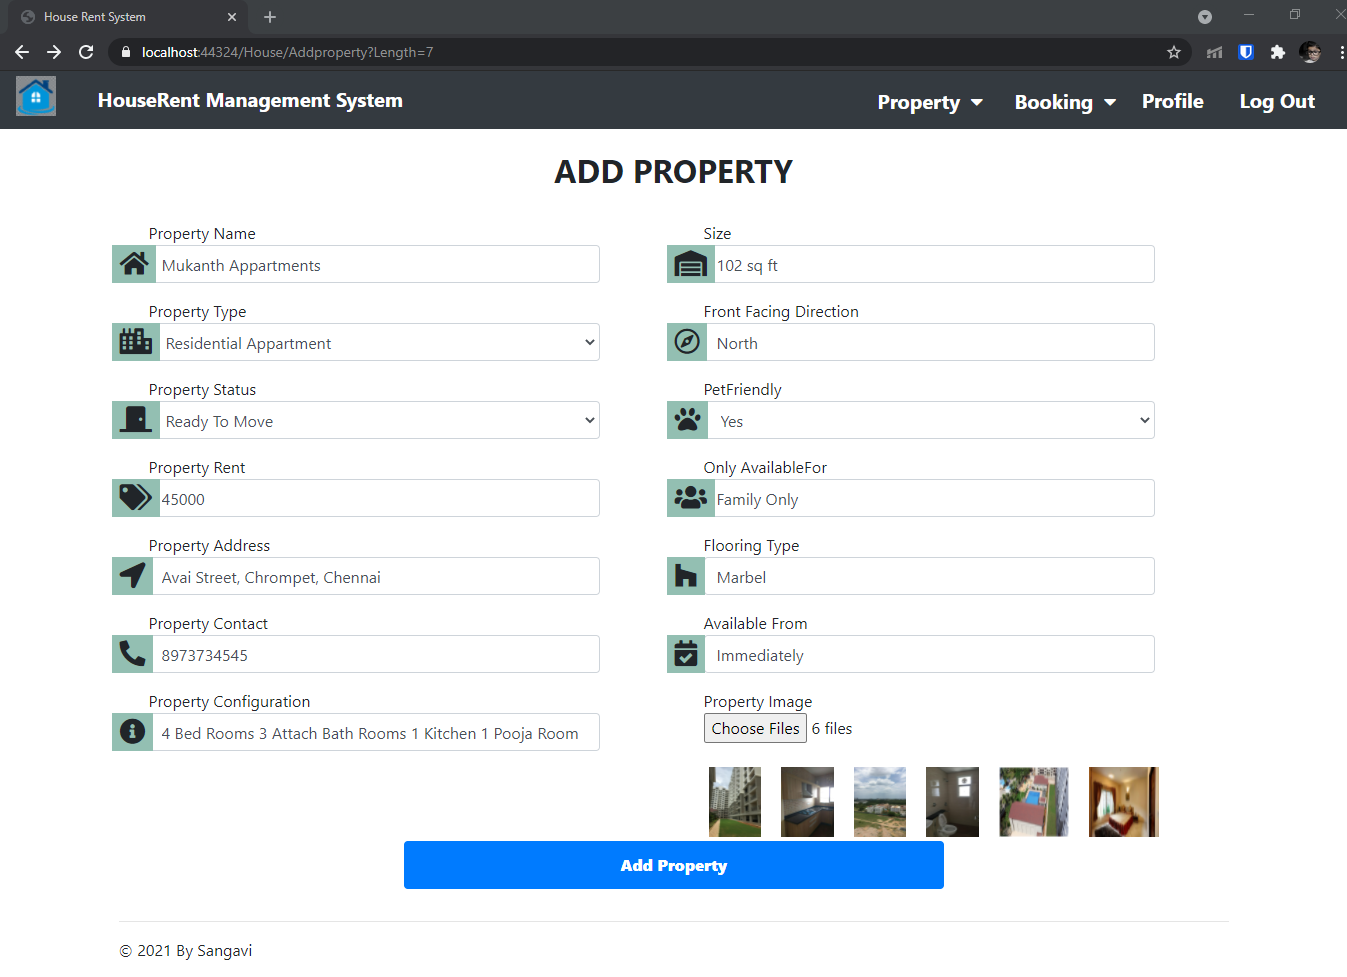 House Rent System
localhost:44324/House/Addproperty?Length=7
HouseRent Management System
Property
Booking
Profile
Log Out
ADD PROPERTY
Property Name
Mukanth Appartments
Property Type
Residential Appartment
Property Status
Ready To Move
Property Rent
45000
Property Address
Avai Street, Chrompet, Chennai
Property Contact
8973734545
Property Configuration
4 Bed Rooms 3 Attach Bath Rooms 1 Kitchen 1 Pooja Room
Size
102 sq ft
Front Facing Direction
North
PetFriendly
Yes
Only AvailableFor
Family Only
Flooring Type
Marbel
Available From
Immediately
Property Image
Choose Files 6 files
Add Property
© 2021 By Sangavi